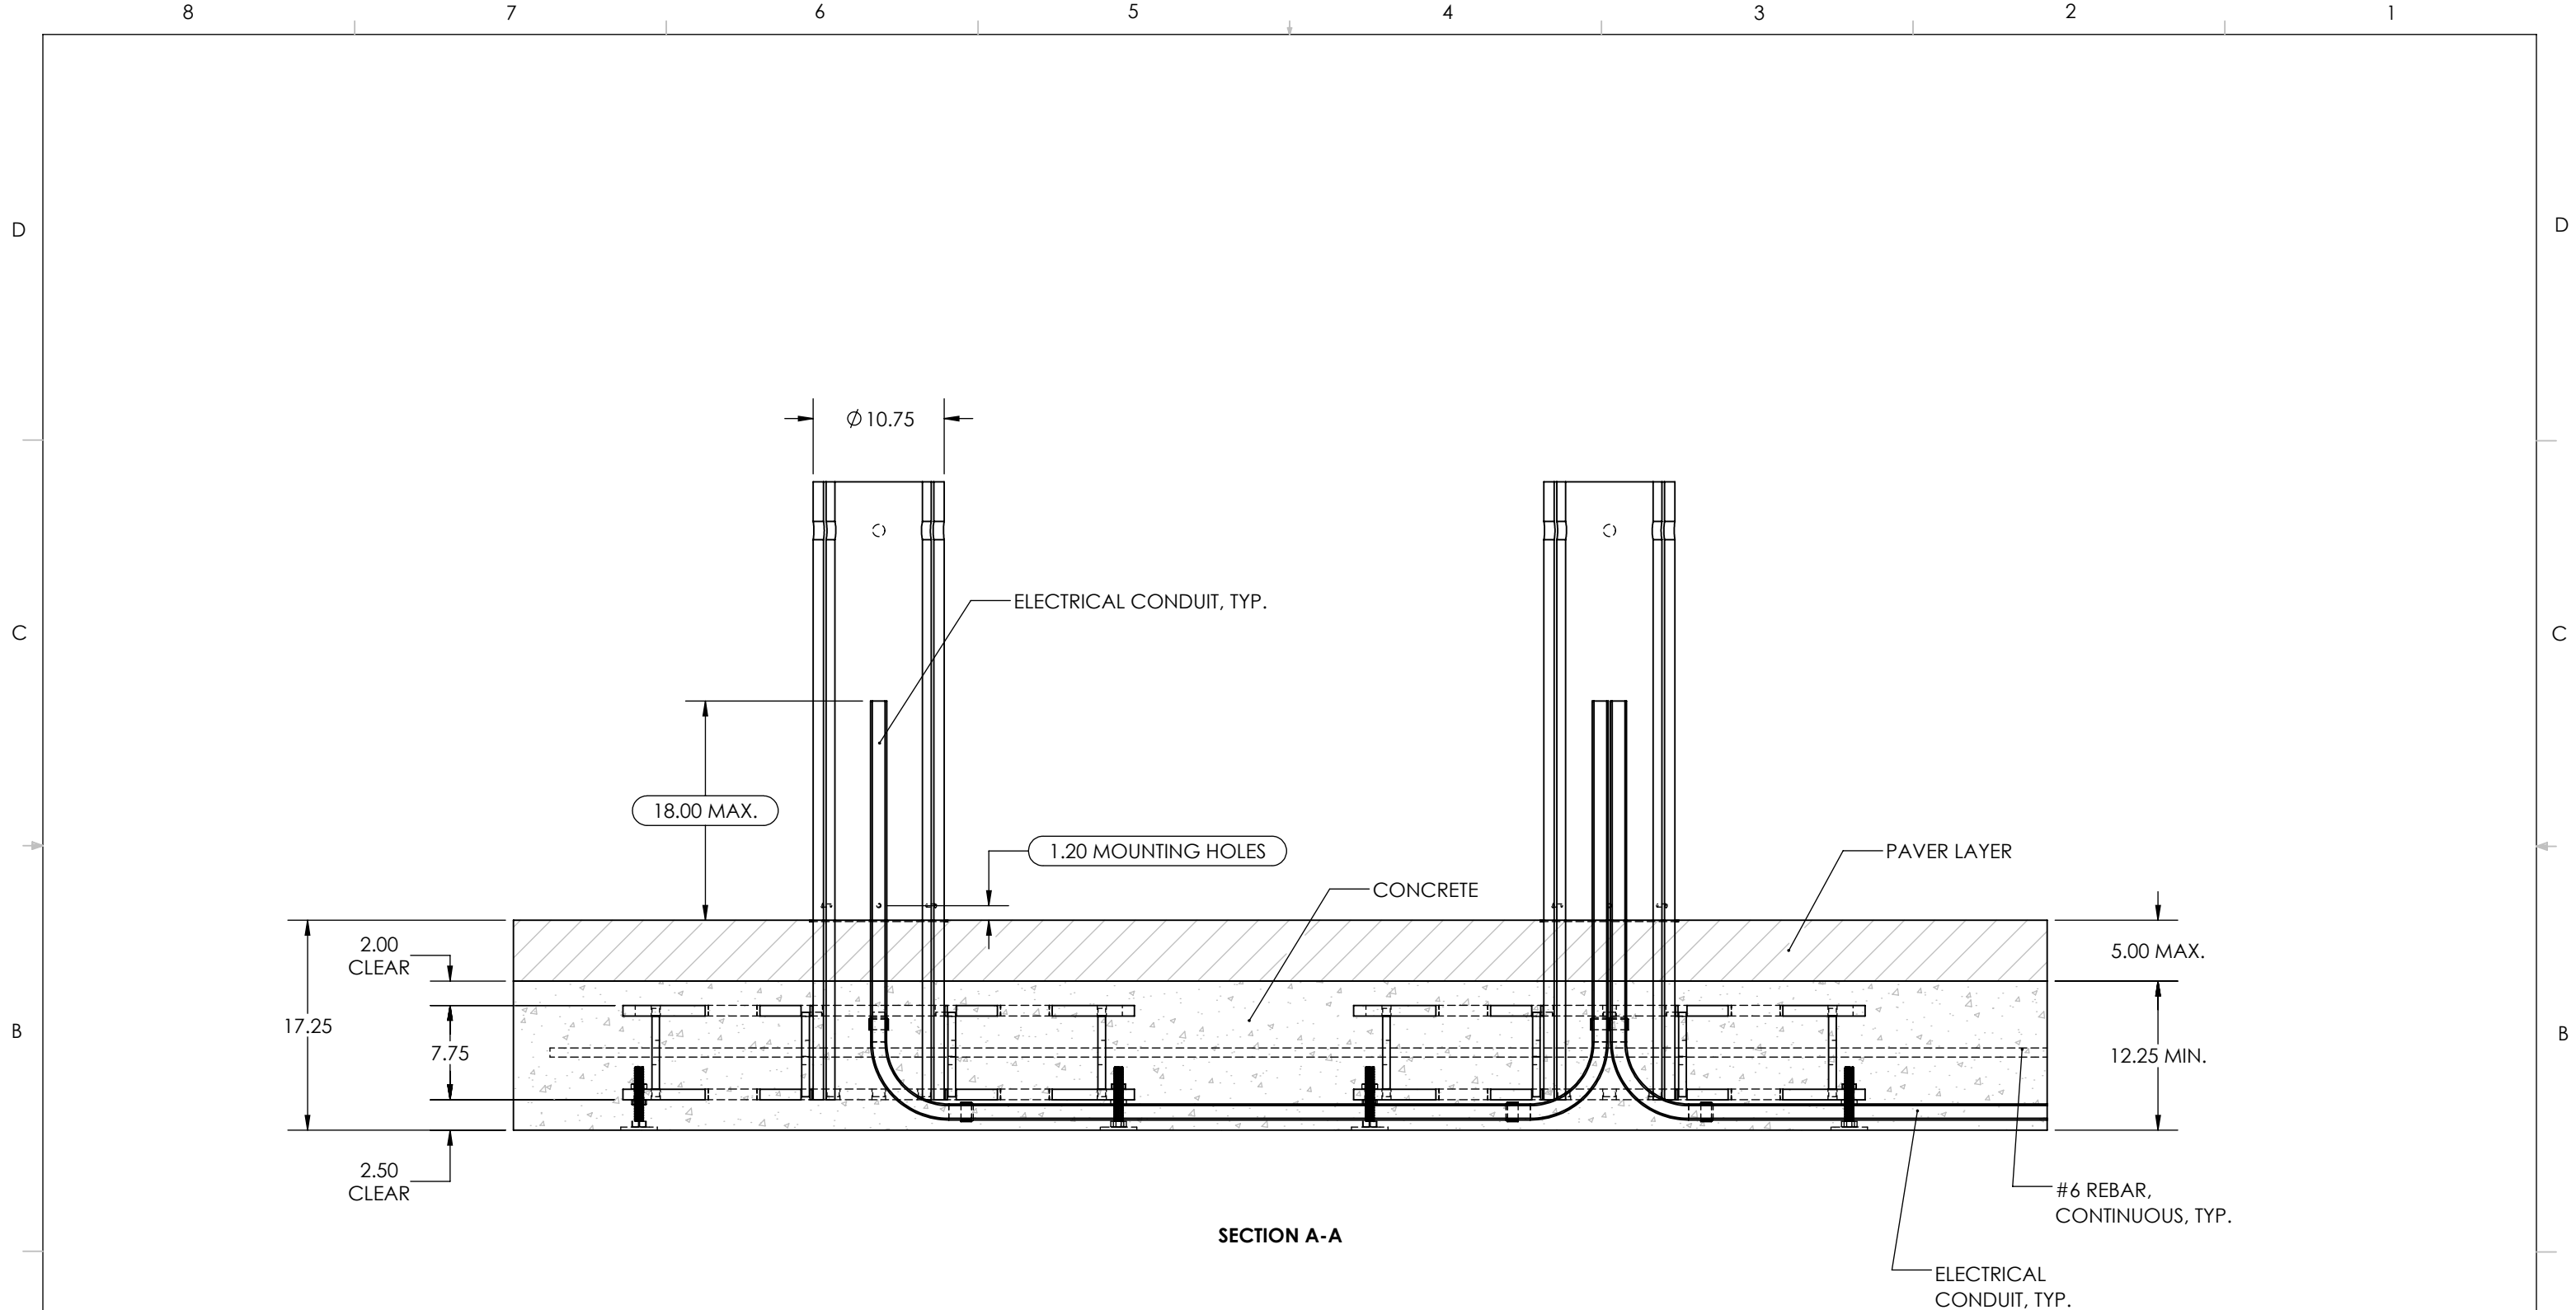 8 7 6 5 4 3 2 1
D D
Ø 10.75
ELECTRICAL CONDUIT, TYP.
C C
18.00 MAX.
1.20 MOUNTING HOLES
PAVER LAYER
CONCRETE
2.00
CLEAR
5.00 MAX.
17.25
B B
7.75
12.25 MIN.
2.50
CLEAR
#6 REBAR,
CONTINUOUS, TYP.
SECTION A-A
ELECTRICAL
CONDUIT, TYP.